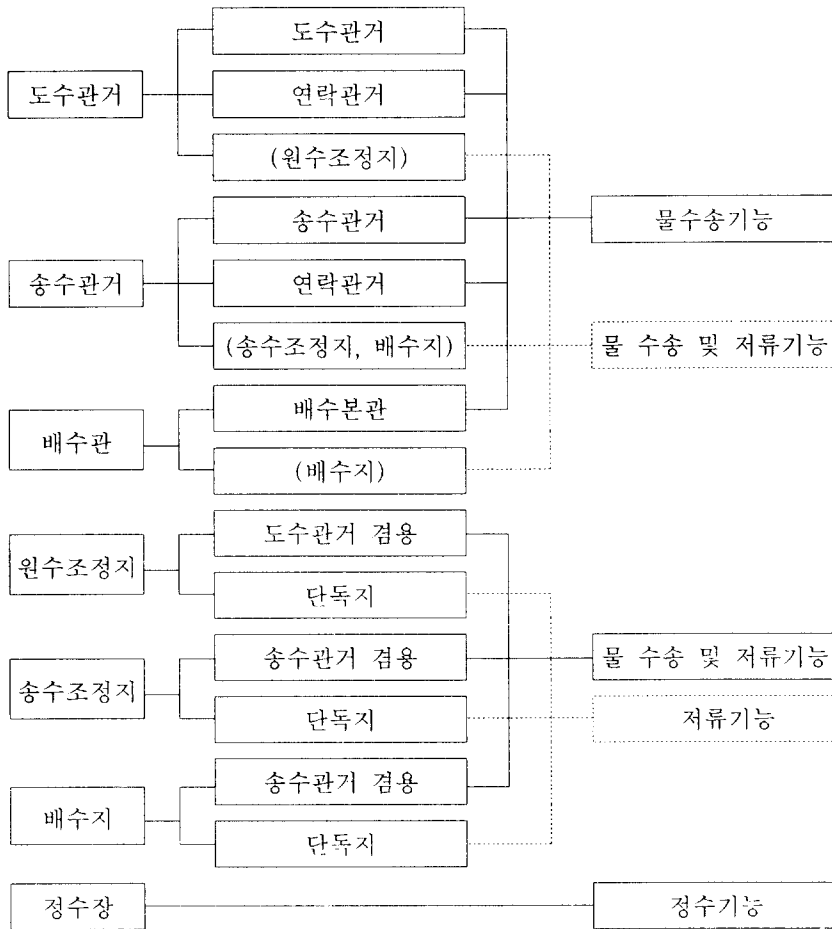 도수관거
도수관거
연락관거
(원수조정지)
송수관거
송수관거
연락관거
(송수조정지, 배수지)
물수송기능
물 수송 및 저류기능
배수관
배수본관
(배수지)
원수조정지
도수관거 겸용
단독지
송수조정지
송수관거 겸용
단독지
물 수송 및 저류기능
저류기능
배수지
송수관거 겸용
단독지
정수장
정수기능